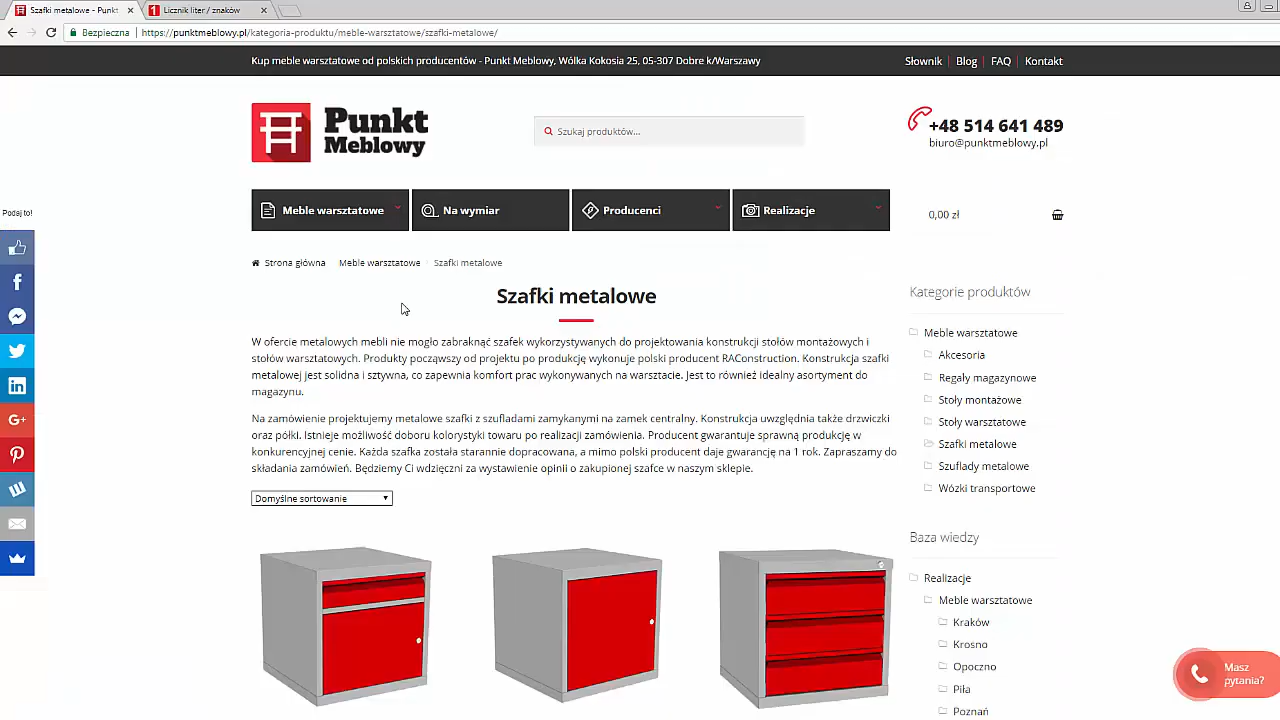 Szafki metalowe - Punkt
Licznik liter / znaków
Bezpieczna
https://punktmeblowy.pl/kategoria-produktu/meble-warsztatowe/szafki-metalowe/
Kup meble warsztatowe od polskich producentów - Punkt Meblowy, Wólka Kokosia 25, 05-307 Dobre k/Warszawy
Słownik
Blog
FAQ
Kontakt
Punkt
Meblowy
Szukaj produktów...
+48 514 641 489
biuro@punktmeblowy.pl
Meble warsztatowe
Na wymiar
Producenci
Realizacje
0,00 zł
Podaj to!
Strona główna
Meble warsztatowe
Szafki metalowe
Szafki metalowe
W ofercie metalowych mebli nie mogło zabraknąć szafek wykorzystywanych do projektowania konstrukcji stołów montażowych i
stołów warsztatowych. Produkty począwszy od projektu po produkcję wykonuje polski producent RAConstruction. Konstrukcja szafki
metalowej jest solidna i sztywna, co zapewnia komfort prac wykonywanych na warsztacie. Jest to również idealny asortyment do
magazynu.
Na zamówienie projektujemy metalowe szafki z szufladami zamykanymi na zamek centralny. Konstrukcja uwzględnia także drzwiczki
oraz półki. Istnieje możliwość doboru kolorystyki towaru po realizacji zamówienia. Producent gwarantuje sprawną produkcję w
konkurencyjnej cenie. Każda szafka została starannie dopracowana, a mimo polski producent daje gwarancję na 1 rok. Zapraszamy do
składania zamówień. Będziemy Ci wdzięczni za wystawienie opinii o zakupionej szafce w naszym sklepie.
Domyślne sortowanie
Kategorie produktów
Meble warsztatowe
Akcesoria
Regały magazynowe
Stoły montażowe
Stoły warsztatowe
Szafki metalowe
Szuflady metalowe
Wózki transportowe
Baza wiedzy
Realizacje
Meble warsztatowe
Kraków
Krosno
Opoczno
Piła
Poznań
Masz
pytania?